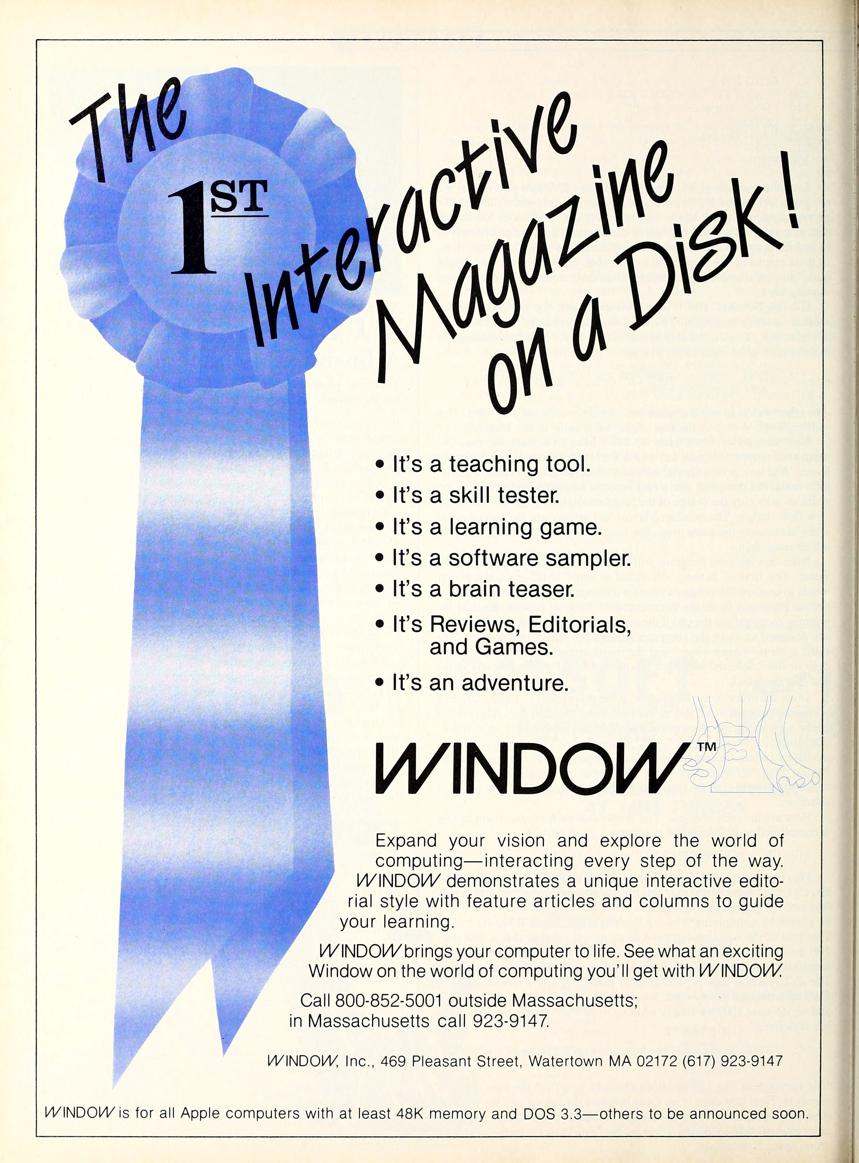 The
1ST
Interactive
Magazine
on a Disk!
• It's a teaching tool.
• It's a skill tester.
• It's a learning game.
• It's a software sampler.
• It's a brain teaser.
• It's Reviews, Editorials,
and Games.
• It's an adventure.
WINDOW™
Expand your vision and explore the world of
computing—interacting every step of the way.
WINDOW demonstrates a unique interactive edito-
rial style with feature articles and columns to guide
your learning.
WINDOW brings your computer to life. See what an exciting
Window on the world of computing you'll get with WINDOW.
Call 800-852-5001 outside Massachusetts;
in Massachusetts call 923-9147.
WINDOW, Inc., 469 Pleasant Street, Watertown MA 02172 (617) 923-9147
WINDOW is for all Apple computers with at least 48K memory and DOS 3.3—others to be announced soon.